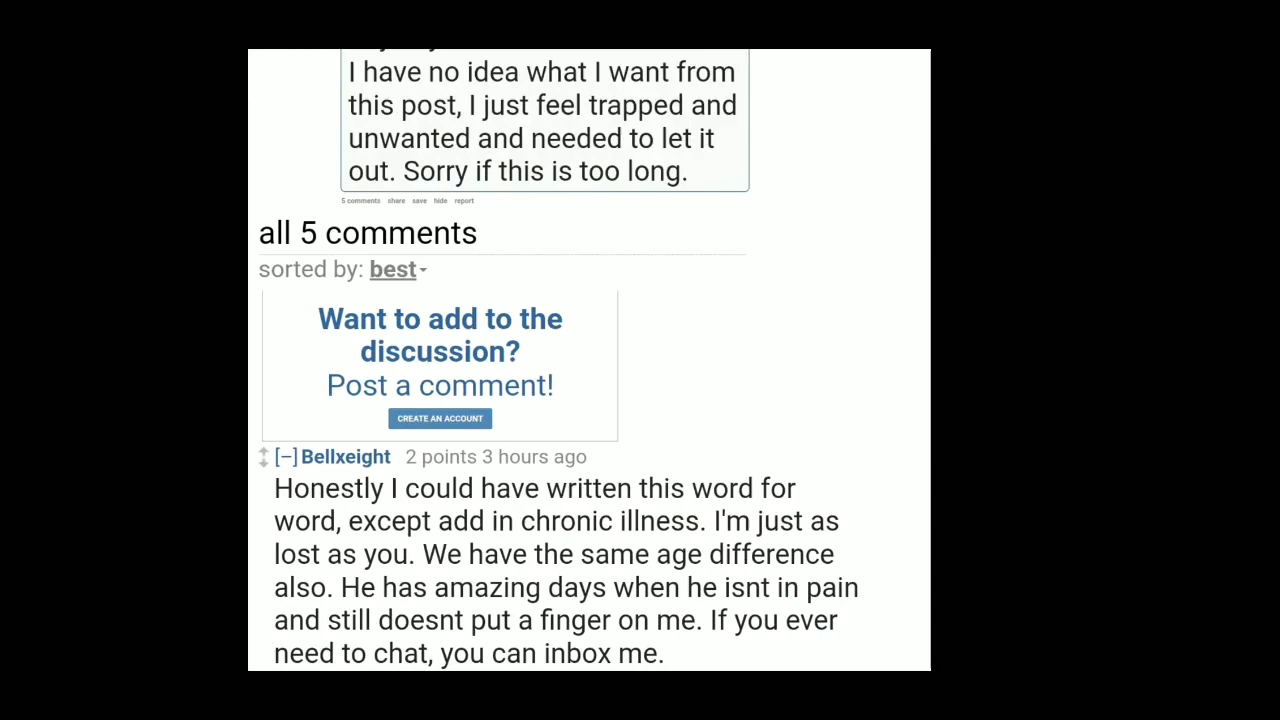 I have no idea what I want from
this post, I just feel trapped and
unwanted and needed to let it
out. Sorry if this is too long.
5 comments share save hide report
all 5 comments
sorted by: best
Want to add to the
discussion?
Post a comment!
CREATE AN ACCOUNT
[–] Bellxeight 2 points 3 hours ago
Honestly I could have written this word for
word, except add in chronic illness. I'm just as
lost as you. We have the same age difference
also. He has amazing days when he isnt in pain
and still doesnt put a finger on me. If you ever
need to chat, you can inbox me.